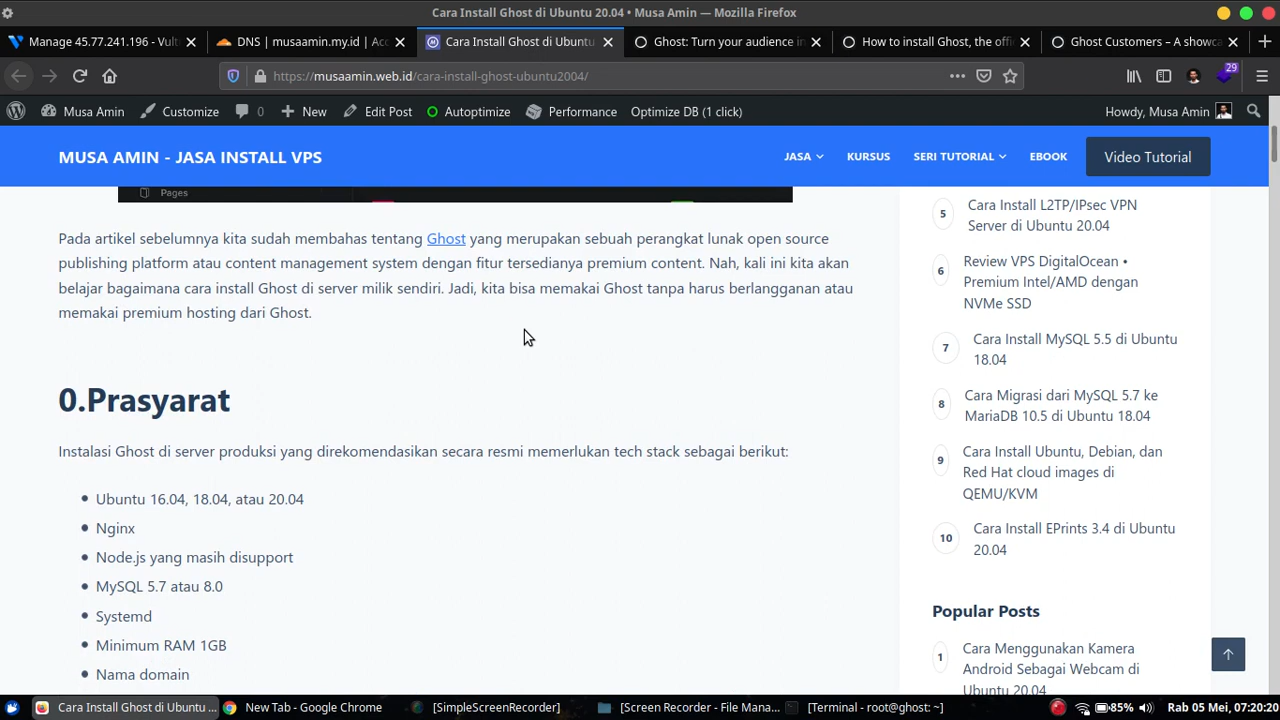 Cara Install Ghost di Ubuntu 20.04 • Musa Amin — Mozilla Firefox
Manage 45.77.241.196 - Vult
DNS | musaamin.my.id | Acc
Cara Install Ghost di Ubuntu
Ghost: Turn your audience in
How to install Ghost, the offi
Ghost Customers – A showca
https://musaamin.web.id/cara-install-ghost-ubuntu2004/
29
Musa Amin
Customize
0
New
Edit Post
Autoptimize
Performance
Optimize DB (1 click)
Howdy, Musa Amin
MUSA AMIN - JASA INSTALL VPS
JASA
KURSUS
SERI TUTORIAL
EBOOK
Video Tutorial
Pages
Pada artikel sebelumnya kita sudah membahas tentang Ghost yang merupakan sebuah perangkat lunak open source
publishing platform atau content management system dengan fitur tersedianya premium content. Nah, kali ini kita akan
belajar bagaimana cara install Ghost di server milik sendiri. Jadi, kita bisa memakai Ghost tanpa harus berlangganan atau
memakai premium hosting dari Ghost.
0.Prasyarat
Instalasi Ghost di server produksi yang direkomendasikan secara resmi memerlukan tech stack sebagai berikut:
Ubuntu 16.04, 18.04, atau 20.04
Nginx
Node.js yang masih disupport
MySQL 5.7 atau 8.0
Systemd
Minimum RAM 1GB
Nama domain
5
Cara Install L2TP/IPsec VPN
Server di Ubuntu 20.04
6
Review VPS DigitalOcean •
Premium Intel/AMD dengan
NVMe SSD
7
Cara Install MySQL 5.5 di Ubuntu
18.04
8
Cara Migrasi dari MySQL 5.7 ke
MariaDB 10.5 di Ubuntu 18.04
9
Cara Install Ubuntu, Debian, dan
Red Hat cloud images di
QEMU/KVM
10
Cara Install EPrints 3.4 di Ubuntu
20.04
Popular Posts
1
Cara Menggunakan Kamera
Android Sebagai Webcam di
Ubuntu 20.04
Cara Install Ghost di Ubuntu ...
New Tab - Google Chrome
[SimpleScreenRecorder]
[Screen Recorder - File Mana...
[Terminal - root@ghost: ~]
85%
Rab 05 Mei, 07:20:20